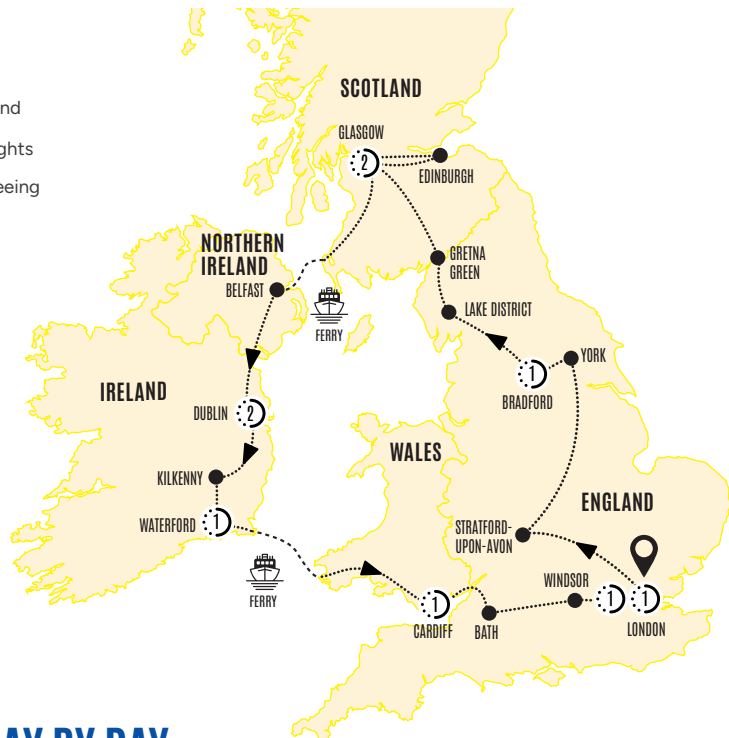 nd
ghts
eeing
SCOTLAND
GLASGOW
2
EDINBURGH
NORTHERN
IRELAND
BELFAST
GRETNA
GREEN
FERRY
LAKE DISTRICT
YORK
1
BRADFORD
IRELAND
DUBLIN
2
WALES
KILKENNY
WATERFORD
1
ENGLAND
STRATFORD-
UPON-AVON
FERRY
WINDSOR
1
1
LONDON
1
CARDIFF
BATH
AY BY DAY